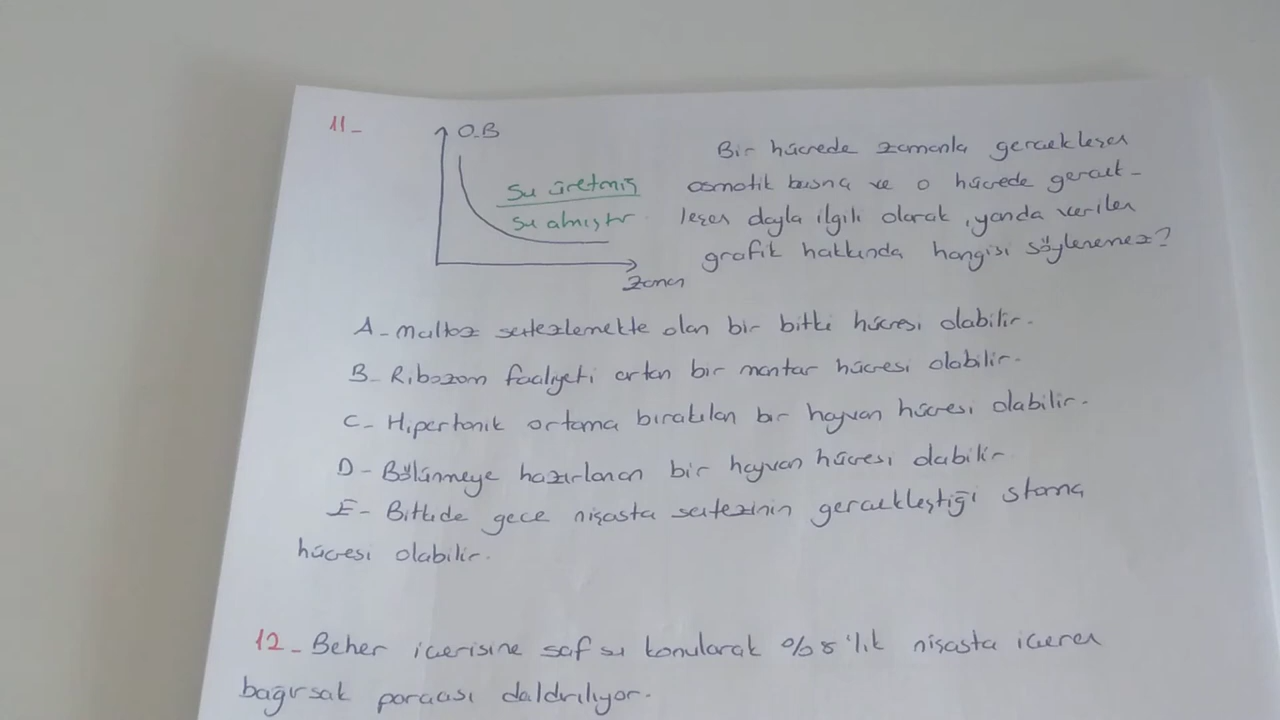 11-
O.B
Su üretmiş
Su almıştır
Zaman
Bir hücrede zamanla gerçekleşen
osmotik basınç ve o hücrede gerçek-
leşen olayla ilgili olarak, yanda verilen
grafik hakkında hangisi söylenemez?
A- Maltoz sentezlemekte olan bir bitki hücresi olabilir.
B- Ribozom faaliyeti artan bir mantar hücresi olabilir.
C- Hipertonik ortama bırakılan bir hayvan hücresi olabilir.
D- Bölünmeye hazırlanan bir hayvan hücresi olabilir
E- Bitkide gece nişasta sentezinin gerçekleştiği stoma
hücresi olabilir.
12- Beher içerisine saf su konularak %8'lik nişasta içeren
bağırsak parçası daldırılıyor.